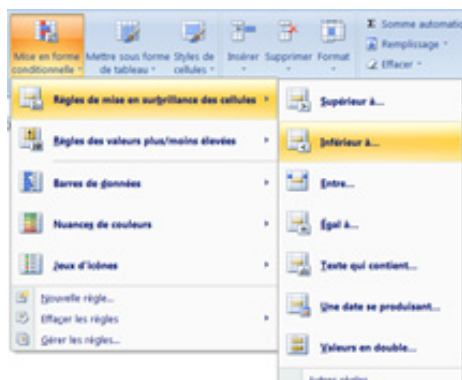 Mise en forme conditionnelle
Mettre sous forme de tableau
Styles de cellules
Insérer
Supprimer
Format
Σ Somme automatic
Remplissage
Effacer
Règles de mise en surbrillance des cellules
Règles des valeurs plus/moins élevées
Barres de données
Nuances de couleurs
Jeux d'icônes
Nouvelle règle...
Effacer les règles
Gérer les règles...
Supérieur à...
Inférieur à...
Entre...
Égal à...
Texte qui contient...
Une date se produisant...
Valeurs en double...
Autres règles